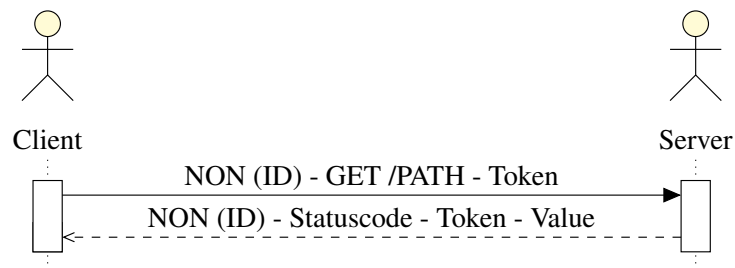 Client
Server
NON (ID) - GET /PATH - Token
NON (ID) - Statuscode - Token - Value